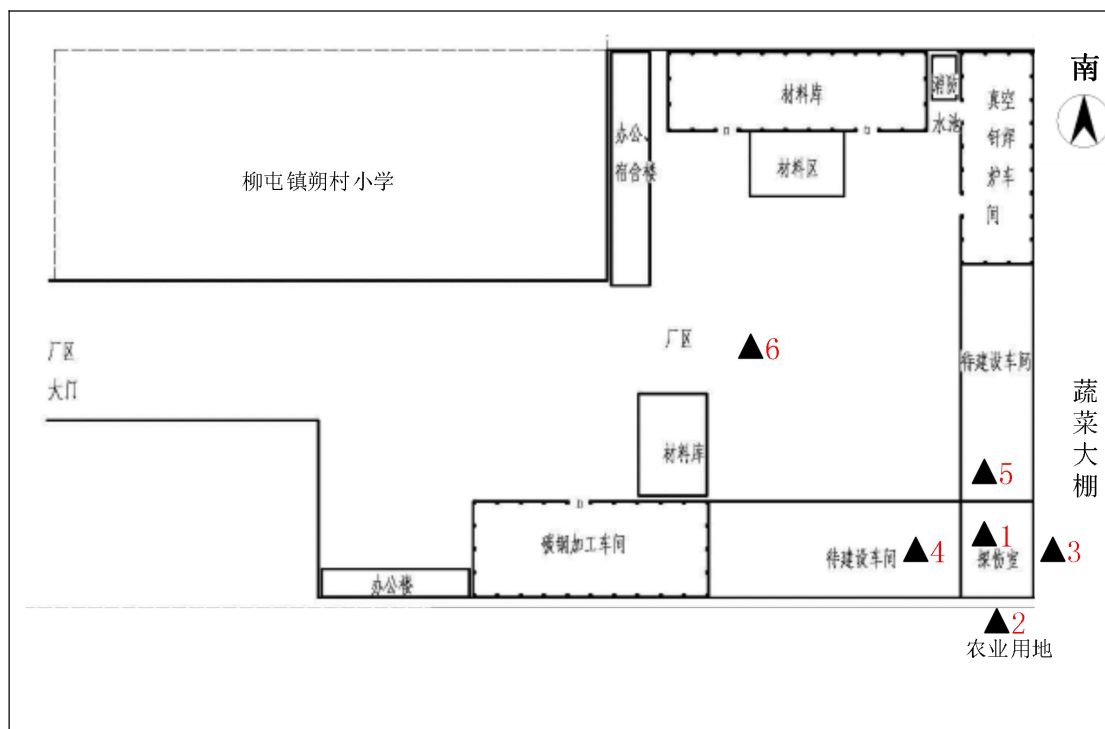 南
材料库
消防
水池
真空
钎焊
炉车
间
办公、
宿舍楼
材料区
柳屯镇朔村小学
厂区
▲6
厂区
大门
待建设车间
蔬菜大棚
材料库
▲5
碳钢加工车间
▲1
▲4
▲3
待建设车间
探伤室
办公楼
▲2
农业用地